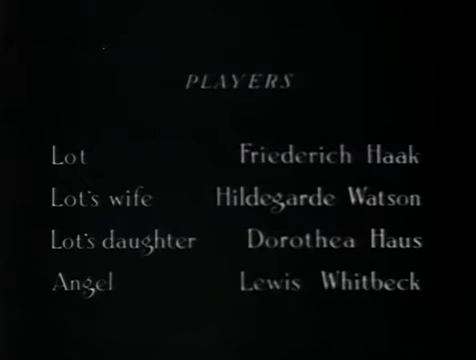 PLAYERS
Lot Friederich Haak
Lot's wife Hildegarde Watson
Lot's daughter Dorothea Haus
Angel Lewis Whitbeck